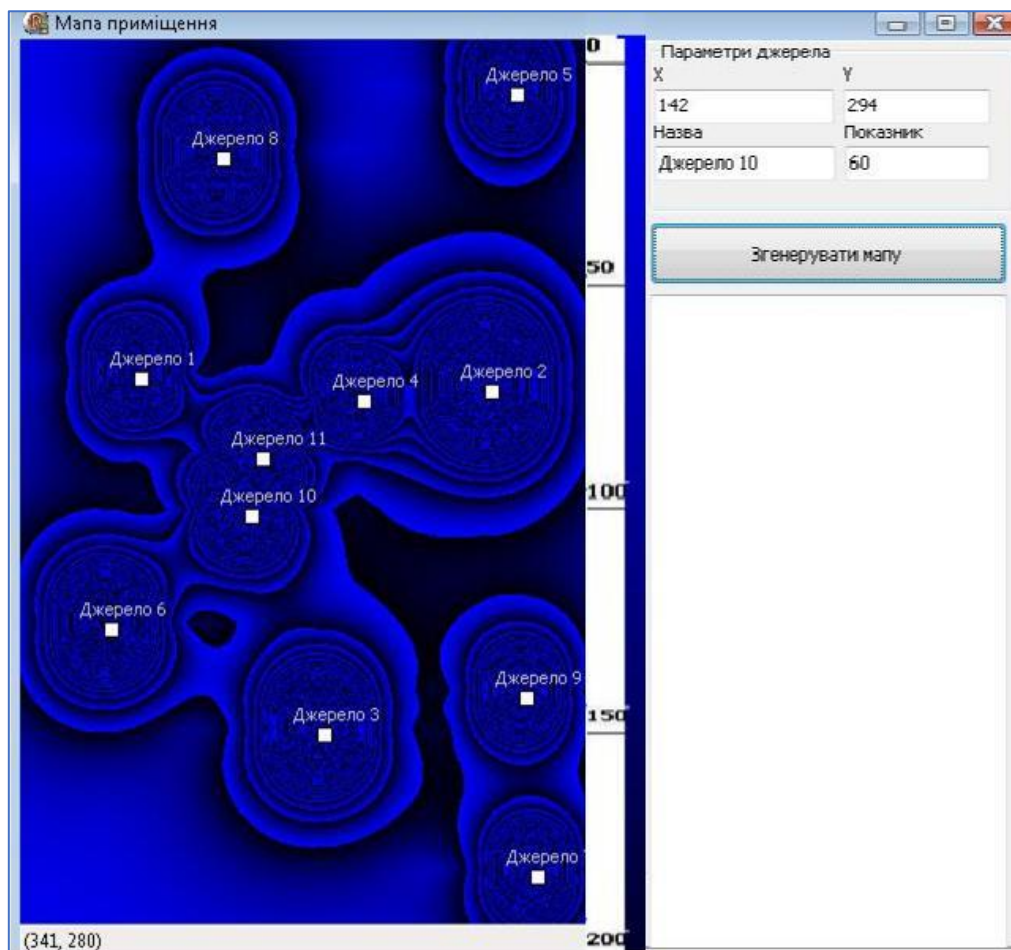 Мапа приміщення
Джерело 5
Джерело 8
Джерело 1
Джерело 4
Джерело 2
Джерело 11
Джерело 10
Джерело 6
Джерело 9
Джерело 3
Джерело
(341, 280)
0
50
100
150
200
Параметри джерела
X Y
142 294
Назва Показник
Джерело 10 60
Згенерувати мапу